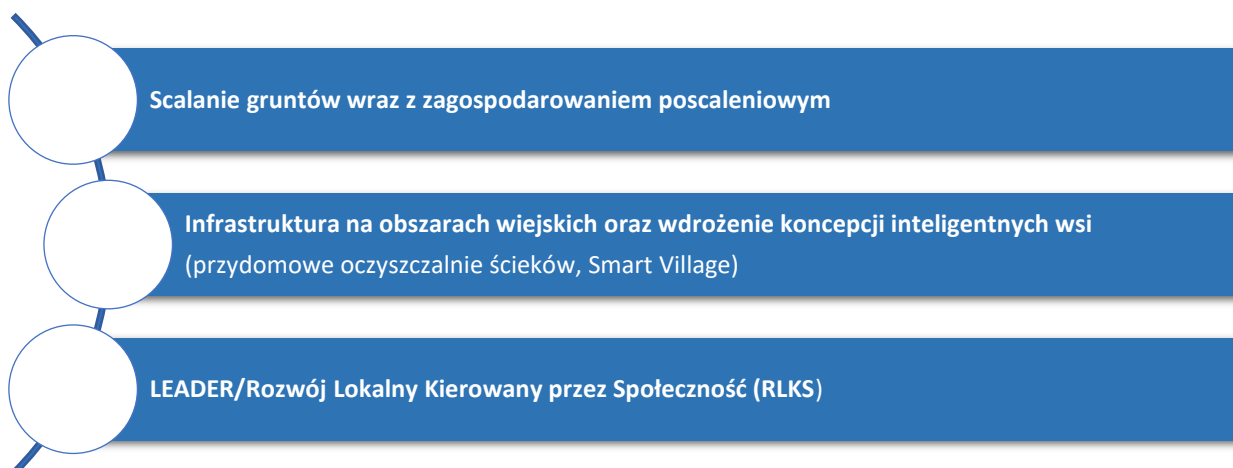 Scalanie gruntów wraz z zagospodarowaniem poscaleniowym
Infrastruktura na obszarach wiejskich oraz wdrożenie koncepcji inteligentnych wsi
(przydomowe oczyszczalnie ścieków, Smart Village)
LEADER/Rozwój Lokalny Kierowany przez Społeczność (RLKS)